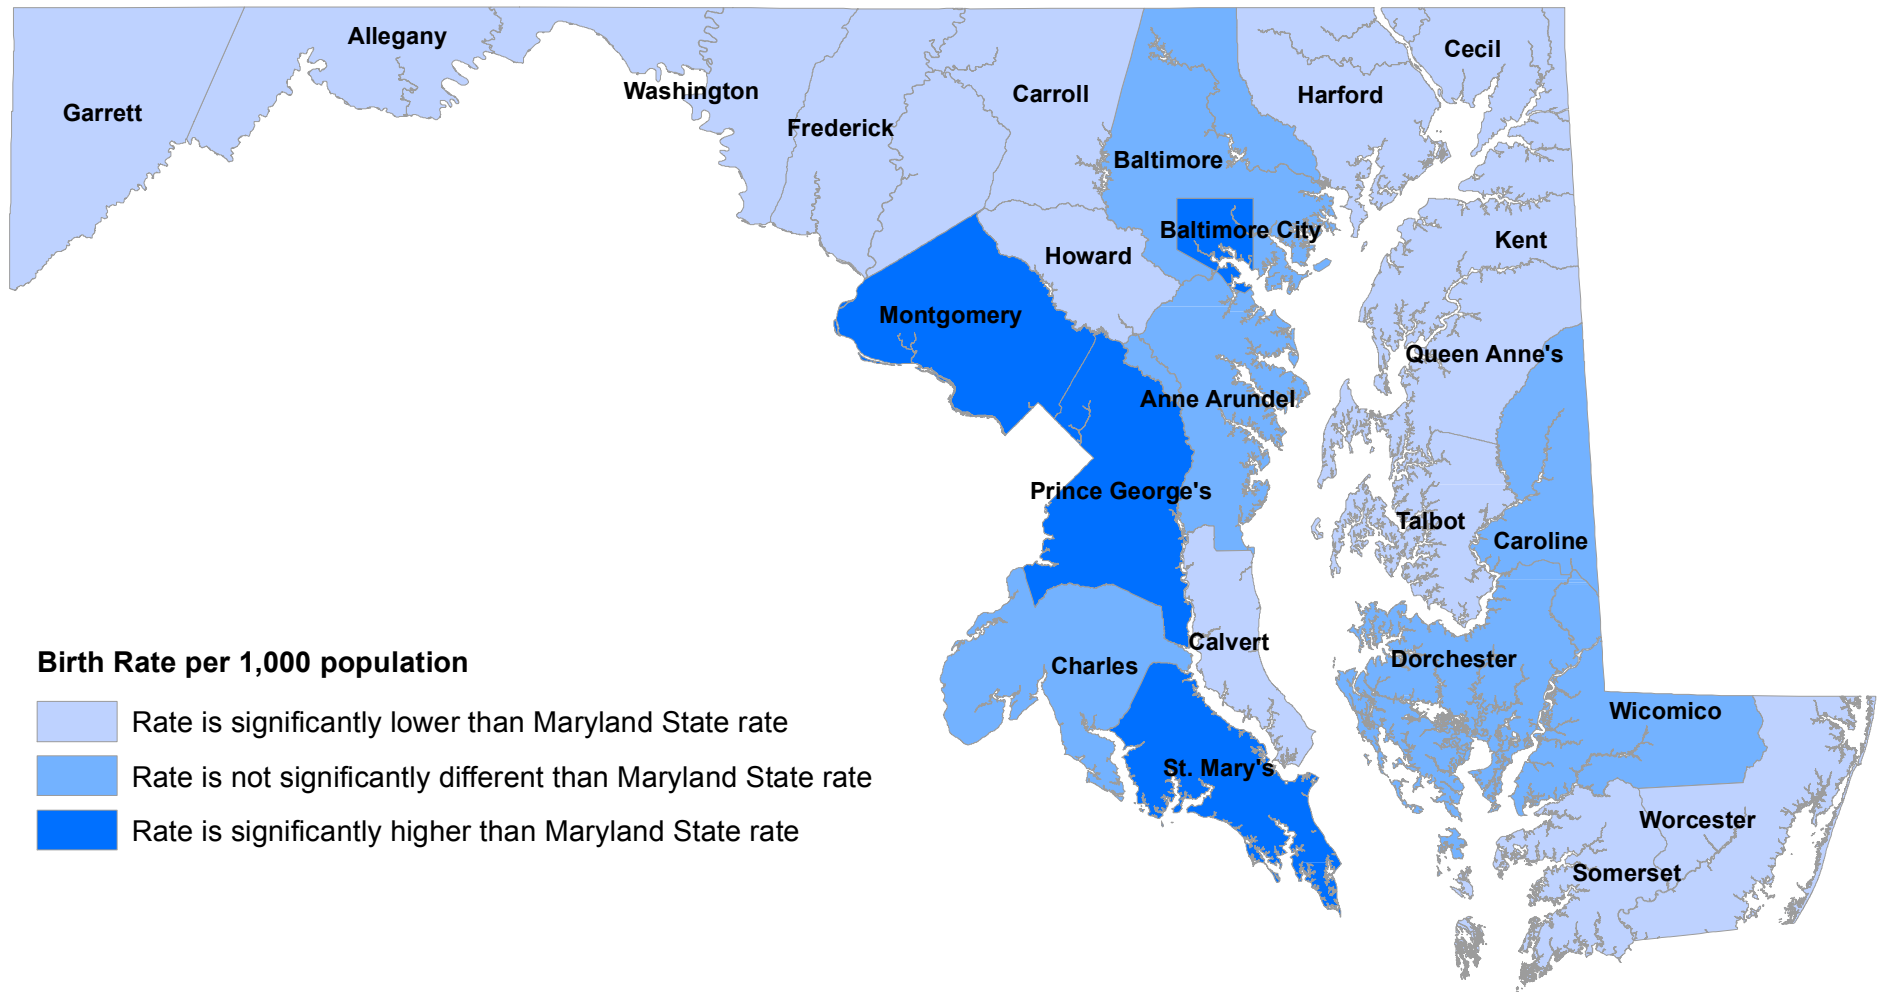 Allegany
Cecil
Garrett
Washington
Carroll
Harford
Frederick
Baltimore
Baltimore City
Kent
Howard
Montgomery
Queen Anne's
Anne Arundel
Prince George's
Talbot
Caroline
Calvert
Charles
Dorchester
Wicomico
St. Mary's
Worcester
Somerset
Birth Rate per 1,000 population
Rate is significantly lower than Maryland State rate
Rate is not significantly different than Maryland State rate
Rate is significantly higher than Maryland State rate